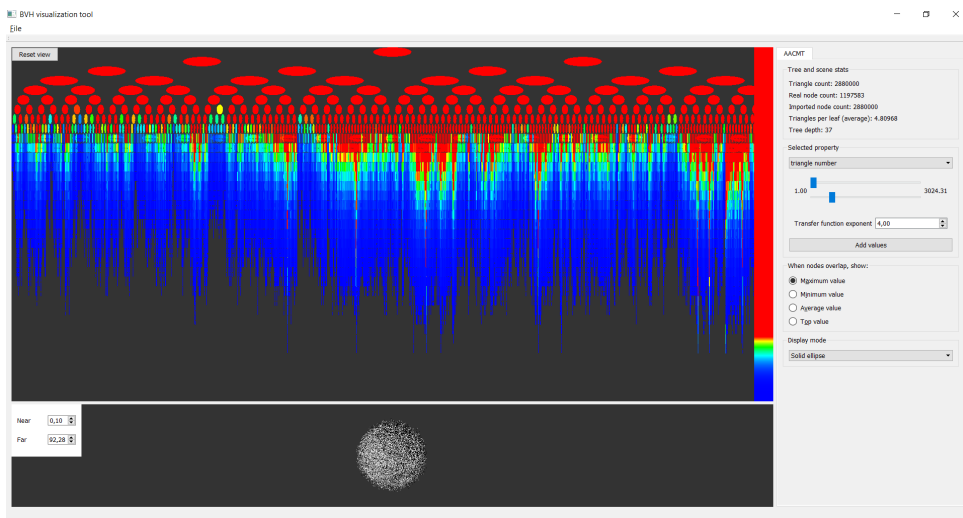 BVH visualization tool
File
Reset view
AACMT
Tree and scene stats
Triangle count: 2880000
Real node count: 1197583
Imported node count: 2880000
Triangles per leaf (average): 4.80968
Tree depth: 37
Selected property
triangle number
1.00 3024.31
Transfer function exponent 4,00
Add values
When nodes overlap, show:
Maximum value
Minimum value
Average value
Top value
Display mode
Solid ellipse
Near 0,10
Far 92,28